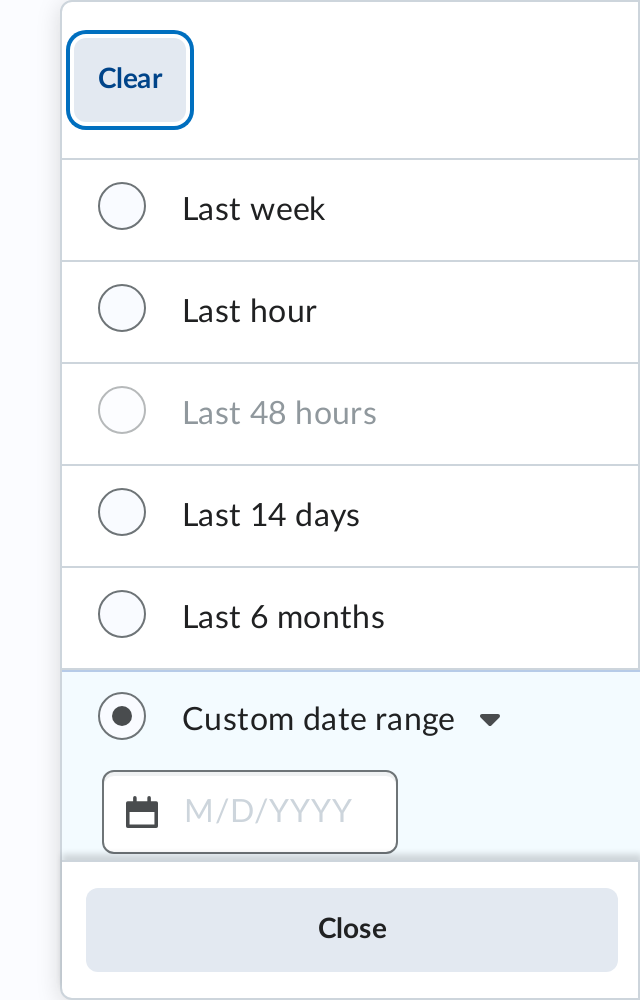 Clear
Last week
Last hour
Last 48 hours
Last 14 days
Last 6 months
Custom date range
M/D/YYYY
Close